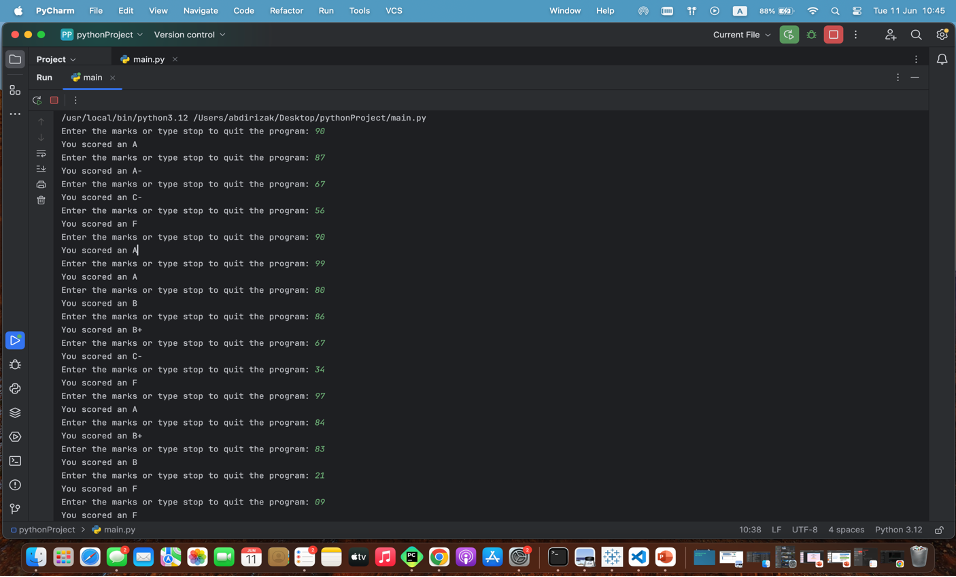 PyCharm File Edit View Navigate Code Refactor Run Tools VCS Window Help A 88% Tue 11 Jun 10:45
PP pythonProject Version control Current File
Project main.py
Run main
/usr/local/bin/python3.12 /Users/abdirizak/Desktop/pythonProject/main.py
Enter the marks or type stop to quit the program: 90
You scored an A
Enter the marks or type stop to quit the program: 87
You scored an A-
Enter the marks or type stop to quit the program: 67
You scored an C-
Enter the marks or type stop to quit the program: 56
You scored an F
Enter the marks or type stop to quit the program: 90
You scored an A
Enter the marks or type stop to quit the program: 99
You scored an A
Enter the marks or type stop to quit the program: 80
You scored an B
Enter the marks or type stop to quit the program: 86
You scored an B+
Enter the marks or type stop to quit the program: 67
You scored an C-
Enter the marks or type stop to quit the program: 34
You scored an F
Enter the marks or type stop to quit the program: 97
You scored an A
Enter the marks or type stop to quit the program: 84
You scored an B+
Enter the marks or type stop to quit the program: 83
You scored an B
Enter the marks or type stop to quit the program: 21
You scored an F
Enter the marks or type stop to quit the program: 09
You scored an F
pythonProject > main.py 10:38 LF UTF-8 4 spaces Python 3.12
11 tv PC